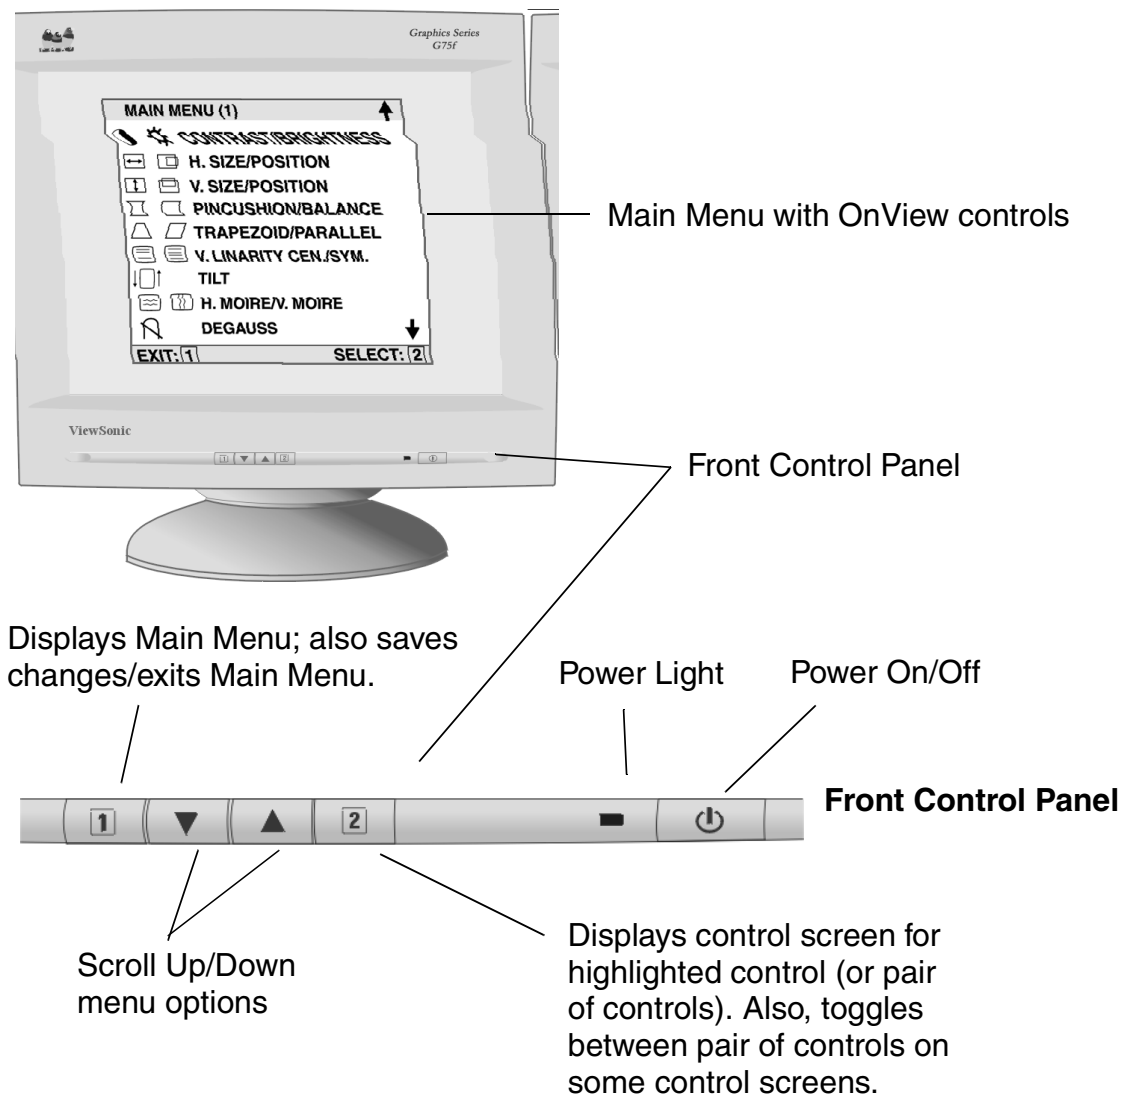 Graphics Series
G75f
MAIN MENU (1)
CONTRAST/BRIGHTNESS
H. SIZE/POSITION
V. SIZE/POSITION
PINCUSHION/BALANCE
TRAPEZOID/PARALLEL
V. LINARITY CEN./SYM.
TILT
H. MOIRE/V. MOIRE
DEGAUSS
EXIT: 1 SELECT: 2
Main Menu with OnView controls
ViewSonic
1 2
Front Control Panel
Displays Main Menu; also saves
changes/exits Main Menu.
Power Light
Power On/Off
Front Control Panel
1 2
Scroll Up/Down
menu options
Displays control screen for
highlighted control (or pair
of controls). Also, toggles
between pair of controls on
some control screens.